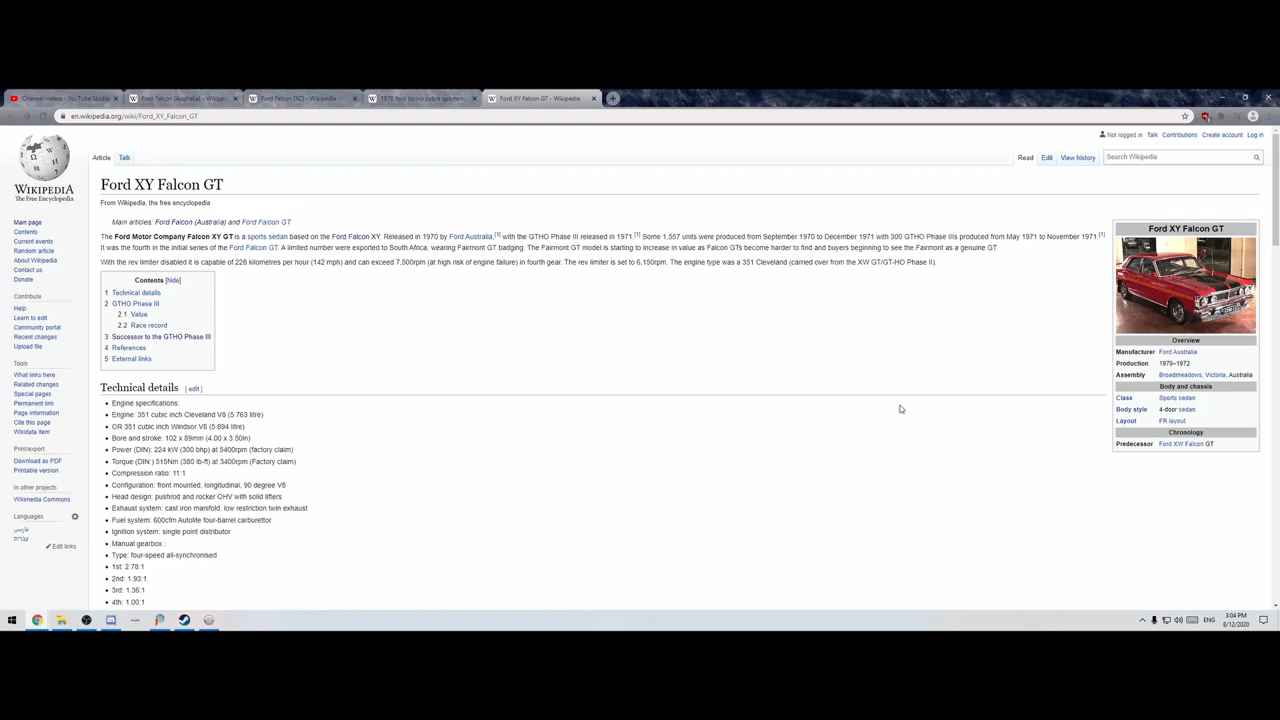 Channel videos - YouTube Studio
Ford Falcon (Australia) - Wikipe
Ford Falcon (XC) - Wikipedia
1970 ford torino cobra sportsro
Ford XY Falcon GT - Wikipedia
en.wikipedia.org/wiki/Ford_XY_Falcon_GT
Not logged in Talk Contributions Create account Log in
Article Talk
Read Edit View history
Search Wikipedia
WIKIPEDIA
The Free Encyclopedia
Main page
Contents
Current events
Random article
About Wikipedia
Contact us
Donate
Contribute
Help
Learn to edit
Community portal
Recent changes
Upload file
Tools
What links here
Related changes
Special pages
Permanent link
Page information
Cite this page
Wikidata item
Print/export
Download as PDF
Printable version
In other projects
Wikimedia Commons
Languages
فارسی
עברית
Edit links
Ford XY Falcon GT
From Wikipedia, the free encyclopedia
Main articles: Ford Falcon (Australia) and Ford Falcon GT
The Ford Motor Company Falcon XY GT is a sports sedan based on the Ford Falcon XY. Released in 1970 by Ford Australia,[1] with the GTHO Phase III released in 1971.[1] Some 1,557 units were produced from September 1970 to December 1971 with 300 GTHO Phase IIIs produced from May 1971 to November 1971.[1]
It was the fourth in the initial series of the Ford Falcon GT. A limited number were exported to South Africa, wearing Fairmont GT badging. The Fairmont GT model is starting to increase in value as Falcon GTs become harder to find and buyers beginning to see the Fairmont as a genuine GT.
With the rev limiter disabled it is capable of 228 kilometres per hour (142 mph) and can exceed 7,500rpm (at high risk of engine failure) in fourth gear. The rev limiter is set to 6,150rpm. The engine type was a 351 Cleveland (carried over from the XW GT/GT-HO Phase II).
Contents [hide]
1 Technical details
2 GTHO Phase III
2.1 Value
2.2 Race record
3 Successor to the GTHO Phase III
4 References
5 External links
Technical details [ edit ]
Engine specifications:
Engine: 351 cubic inch Cleveland V8 (5.763 litre)
OR 351 cubic inch Windsor V8 (5.894 litre)
Bore and stroke: 102 x 89mm (4.00 x 3.50in)
Power (DIN): 224 kW (300 bhp) at 5400rpm (factory claim)
Torque (DIN:) 515Nm (380 lb-ft) at 3400rpm (Factory claim)
Compression ratio: 11:1
Configuration: front mounted, longitudinal, 90 degree V8
Head design: pushrod and rocker OHV with solid lifters
Exhaust system: cast iron manifold, low restriction twin exhaust
Fuel system: 600cfm Autolite four-barrel carburettor
Ignition system: single point distributor
Manual gearbox :
Type: four-speed all-synchronised
1st: 2.78:1
2nd: 1.93:1
3rd: 1.36:1
4th: 1.00:1
Ford XY Falcon GT
Overview
Manufacturer Ford Australia
Production 1970–1972
Assembly Broadmeadows, Victoria, Australia
Body and chassis
Class Sports sedan
Body style 4-door sedan
Layout FR layout
Chronology
Predecessor Ford XW Falcon GT
ENG
3:04 PM
8/12/2020